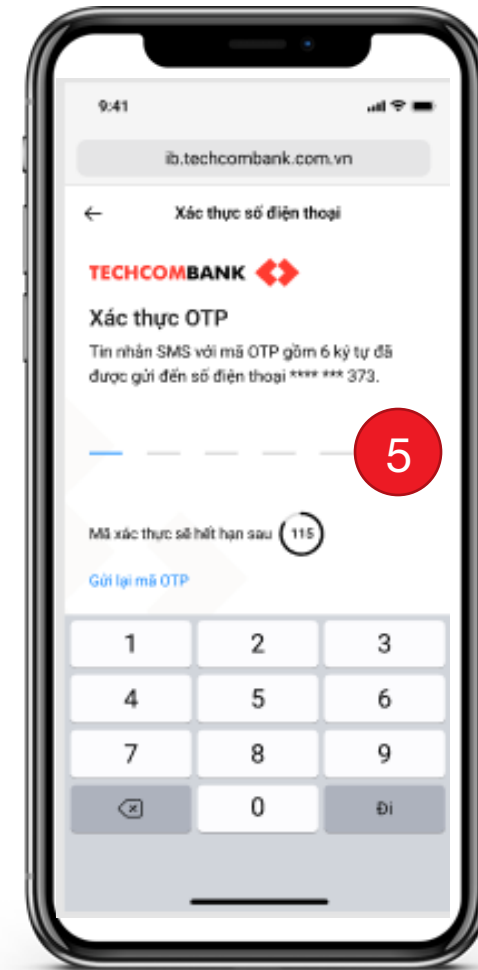 9:41
ib.techcombank.com.vn
Xác thực số điện thoại
TECHCOMBANK
Xác thực OTP
Tin nhắn SMS với mã OTP gồm 6 ký tự đã
được gửi đến số điện thoại **** *** 373.
5
Mã xác thực sẽ hết hạn sau 115
Gửi lại mã OTP
1 2 3
4 5 6
7 8 9
0 Đi